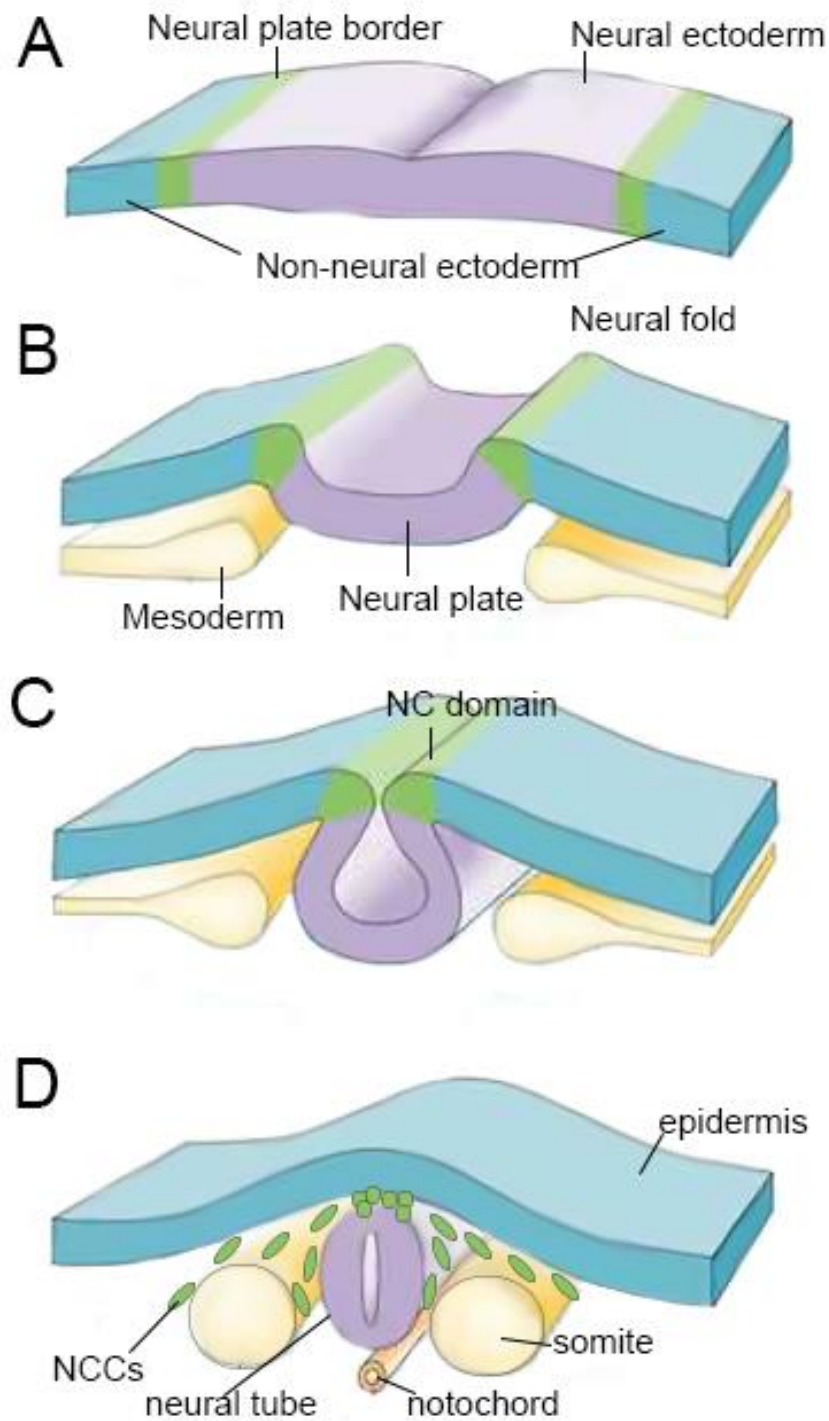 A
Neural plate border
Neural ectoderm
Non-neural ectoderm
B
Neural fold
Mesoderm
Neural plate
C
NC domain
D
epidermis
NCCs
neural tube
notochord
somite